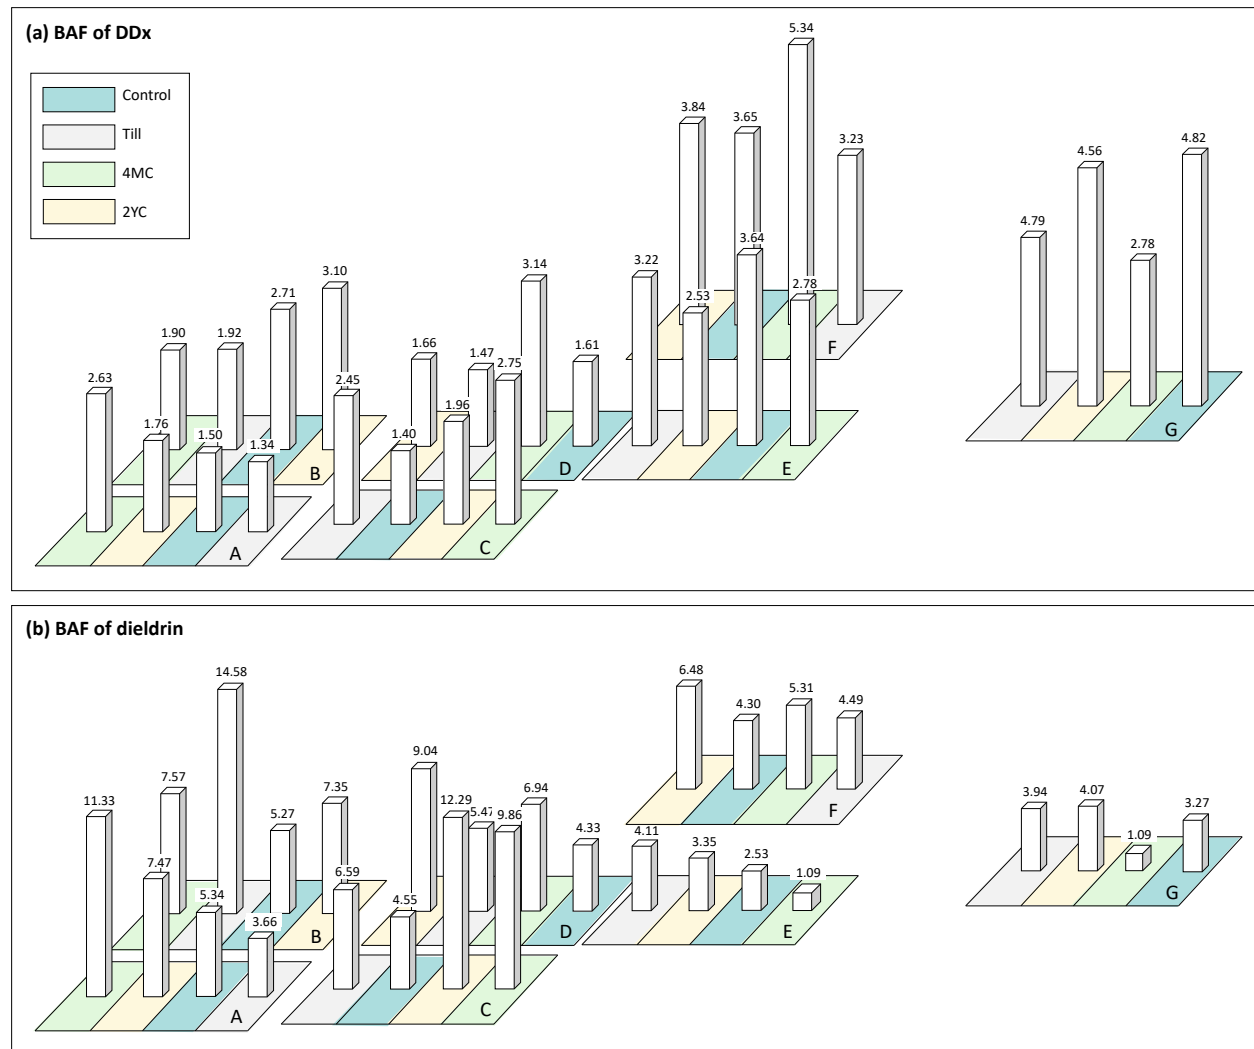 (a) BAF of DDx
Control
Till
4MC
2YC
5.34
3.84
3.65
3.23
4.56
4.82
4.79
2.78
3.22
3.64
2.53
2.78
3.10
2.71
1.90
1.92
3.14
1.66
1.47
1.61
2.63
1.76
1.50
1.34
2.45
1.40
1.96
2.75
F
G
B
D
E
A
C
(b) BAF of dieldrin
14.58
7.57
5.27
7.35
6.48
4.30
5.31
4.49
9.04
5.47
6.94
4.33
11.33
7.47
5.34
3.66
6.59
4.55
12.29
9.86
4.11
3.35
2.53
1.09
3.94
4.07
1.09
3.27
F
G
B
D
E
A
C